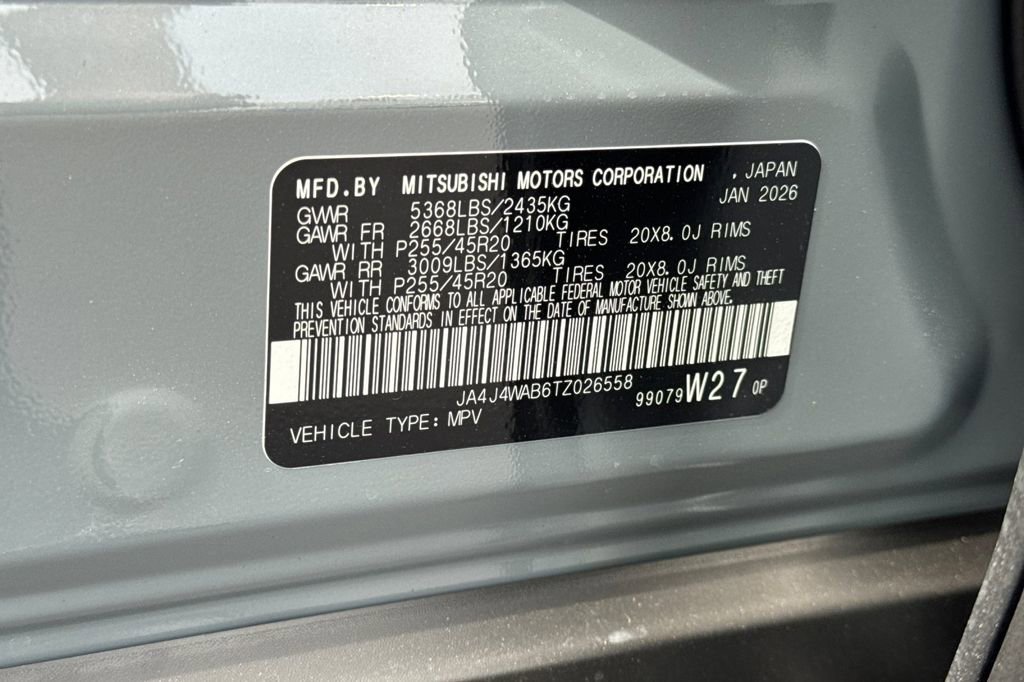 MFD.BY MITSUBISHI MOTORS CORPORATION , JAPAN
JAN 2026
GVWR 5368LBS/2435KG
GAWR FR 2668LBS/1210KG
WITH P255/45R20 TIRES 20X8.0J RIMS
GAWR RR 3009LBS/1365KG
WITH P255/45R20 TIRES 20X8.0J RIMS
THIS VEHICLE CONFORMS TO ALL APPLICABLE FEDERAL MOTOR VEHICLE SAFETY AND THEFT
PREVENTION STANDARDS IN EFFECT ON THE DATE OF MANUFACTURE SHOWN ABOVE.
JA4J4WAB6TZ026558
99079 W27 0P
VEHICLE TYPE: MPV